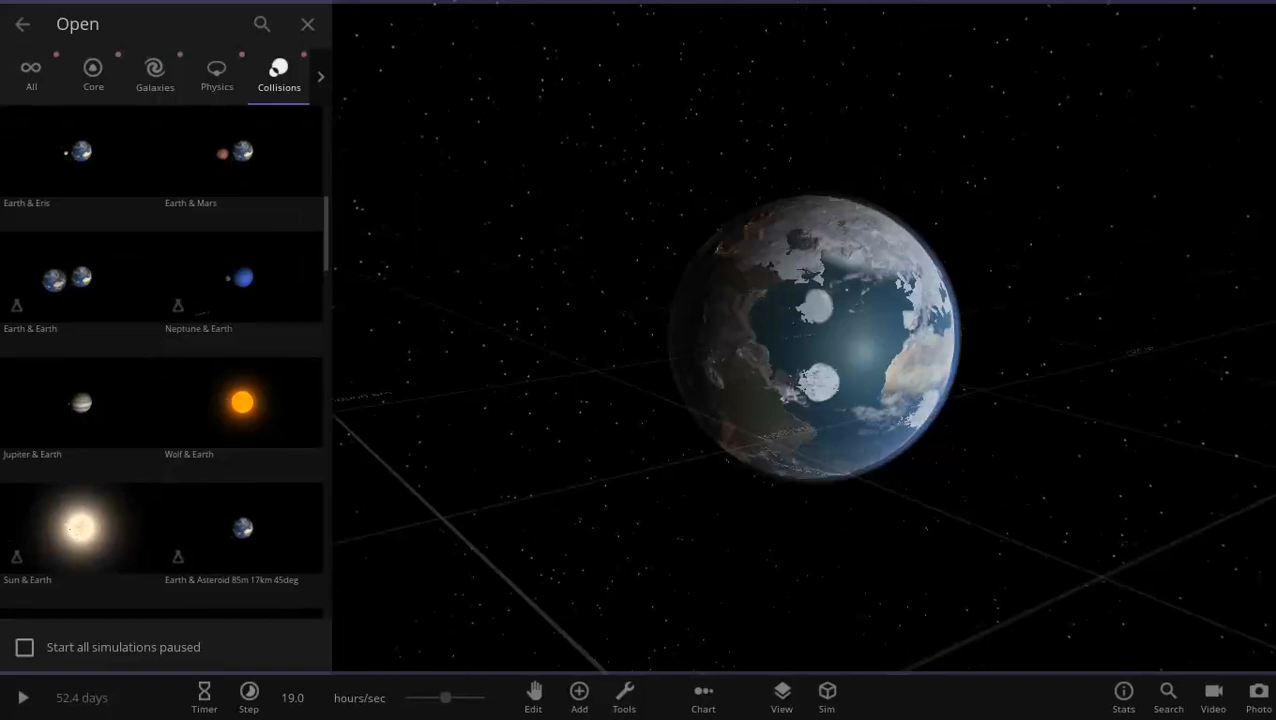 Open
All
Core
Galaxies
Physics
Collisions
Earth & Eris
Earth & Mars
Earth & Earth
Neptune & Earth
Jupiter & Earth
Wolf & Earth
Sun & Earth
Earth & Asteroid 85m 17km 45deg
Start all simulations paused
52.4 days
Timer
Step
19.0
hours/sec
Edit
Add
Tools
Chart
View
Sim
Stats
Search
Video
Photo